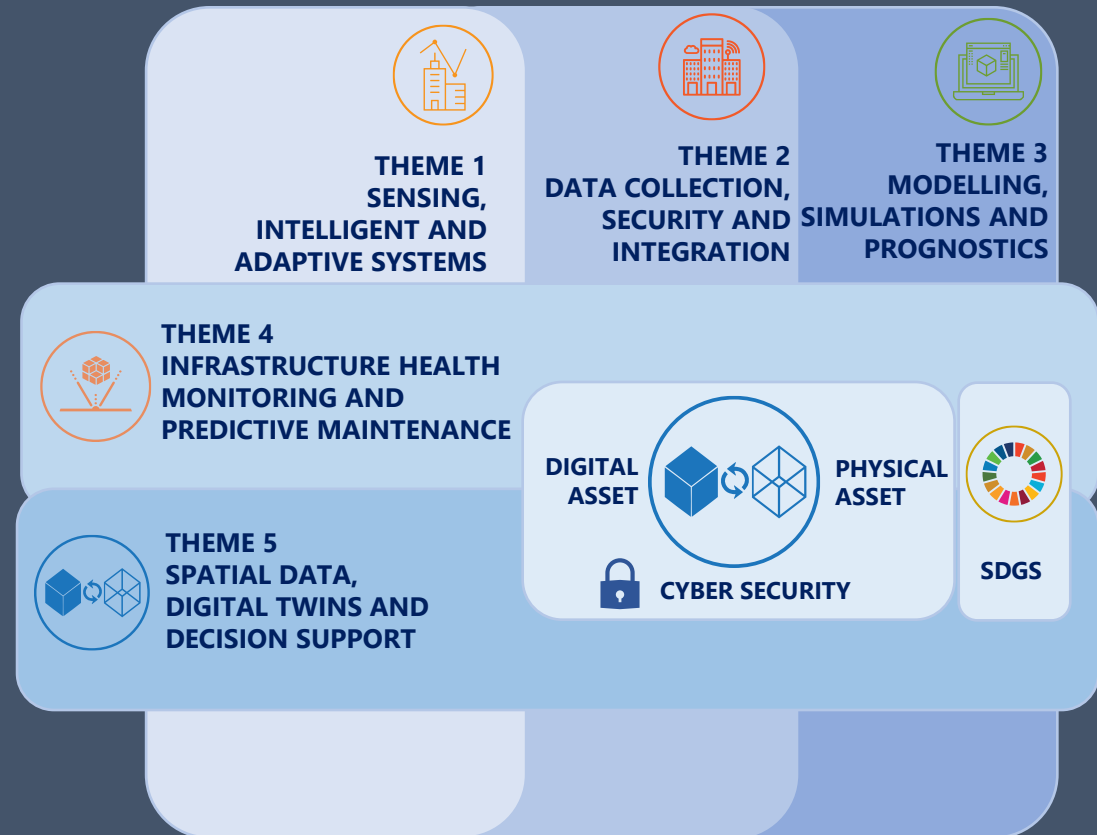 THEME 1
SENSING,
INTELLIGENT AND
ADAPTIVE SYSTEMS
THEME 2
DATA COLLECTION,
SECURITY AND
INTEGRATION
THEME 3
MODELLING,
SIMULATIONS AND
PROGNOSTICS
THEME 4
INFRASTRUCTURE HEALTH
MONITORING AND
PREDICTIVE MAINTENANCE
DIGITAL
ASSET
PHYSICAL
ASSET
CYBER SECURITY
SDGS
THEME 5
SPATIAL DATA,
DIGITAL TWINS AND
DECISION SUPPORT